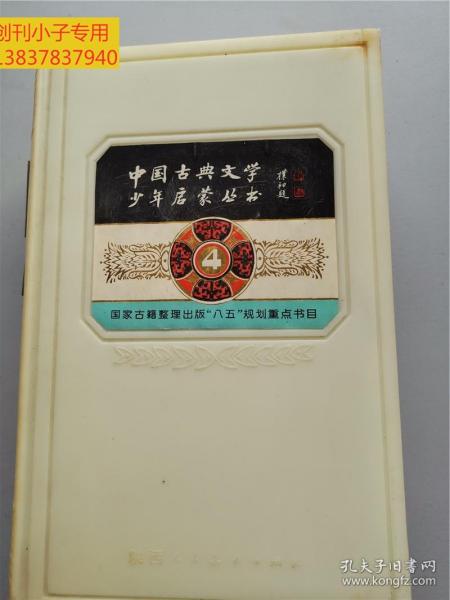 创刊小子专用
13837837940
中国古典文学
少年启蒙丛书
朴初题
4
国家古籍整理出版“八五”规划重点书目
孔夫子旧书网
www.kongfz.com